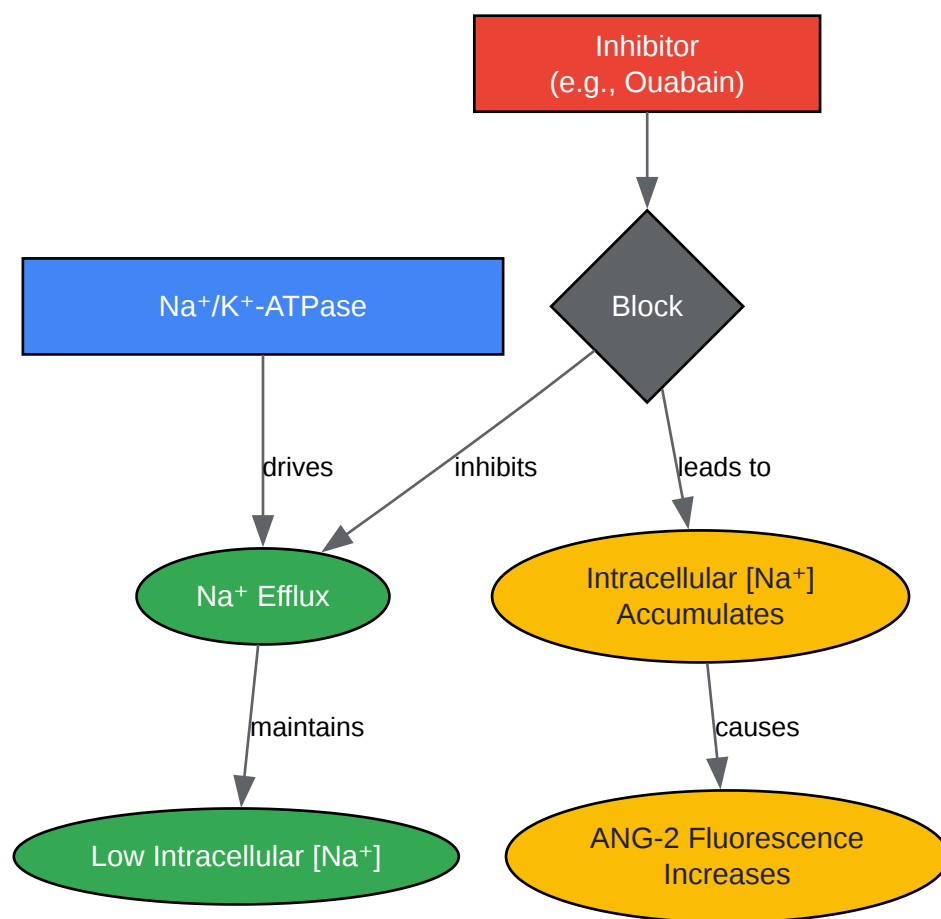 Inhibitor
(e.g., Ouabain)
Na⁺/K⁺-ATPase
Block
drives
inhibits
leads to
Na⁺ Efflux
Intracellular [Na⁺]
Accumulates
maintains
causes
Low Intracellular [Na⁺]
ANG-2 Fluorescence
Increases